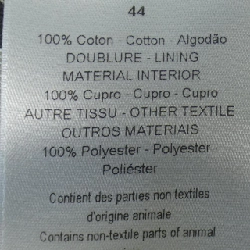 44
100% Coton - Cotton - Algodão
DOUBLURE - LINING
MATERIAL INTERIOR
100% Cupro - Cupro - Cupro
AUTRE TISSU - OTHER TEXTILE
OUTROS MATERIAIS
100% Polyester - Polyester
Poliéster
Contient des parties non textiles
d'origine animale
Contains non-textile parts of animal